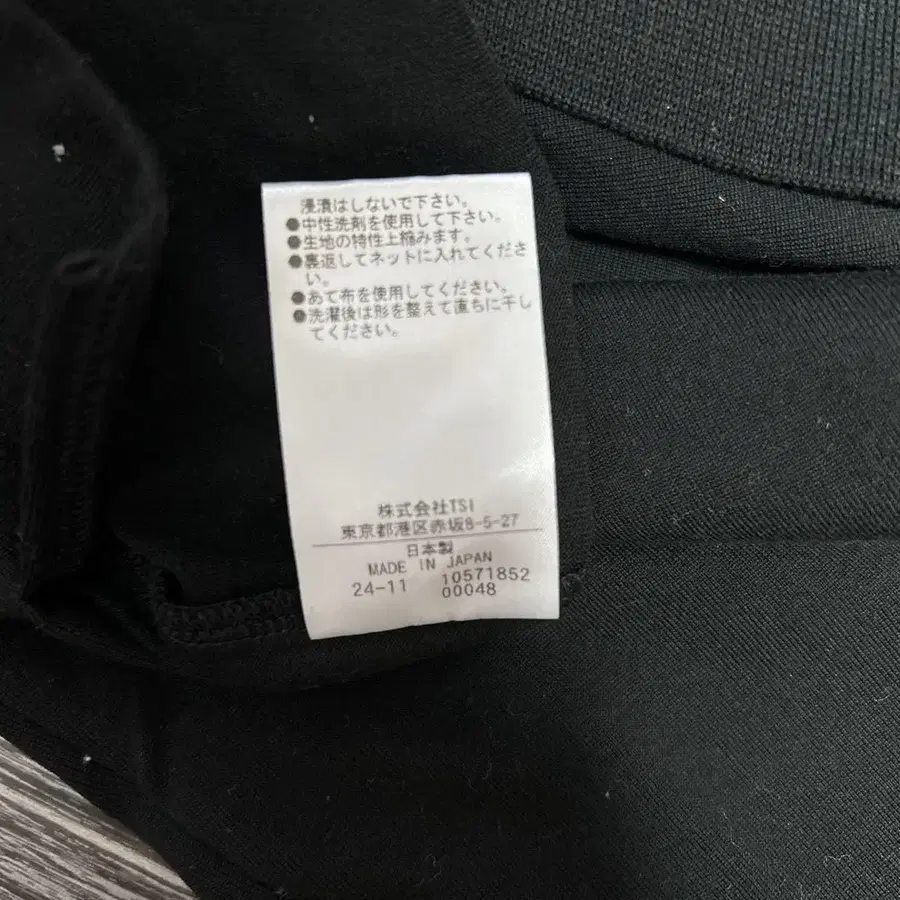 浸漬はしないで下さい。
●中性洗剤を使用して下さい。
●生地の特性上縮みます。
●裏返してネットに入れてくださ
い。
●あて布を使用してください。
●洗濯後は形を整えて直ちに干し
てください。
株式会社TSI
東京都港区赤坂8-5-27
日本製
MADE IN JAPAN
24-11 10571852
00048